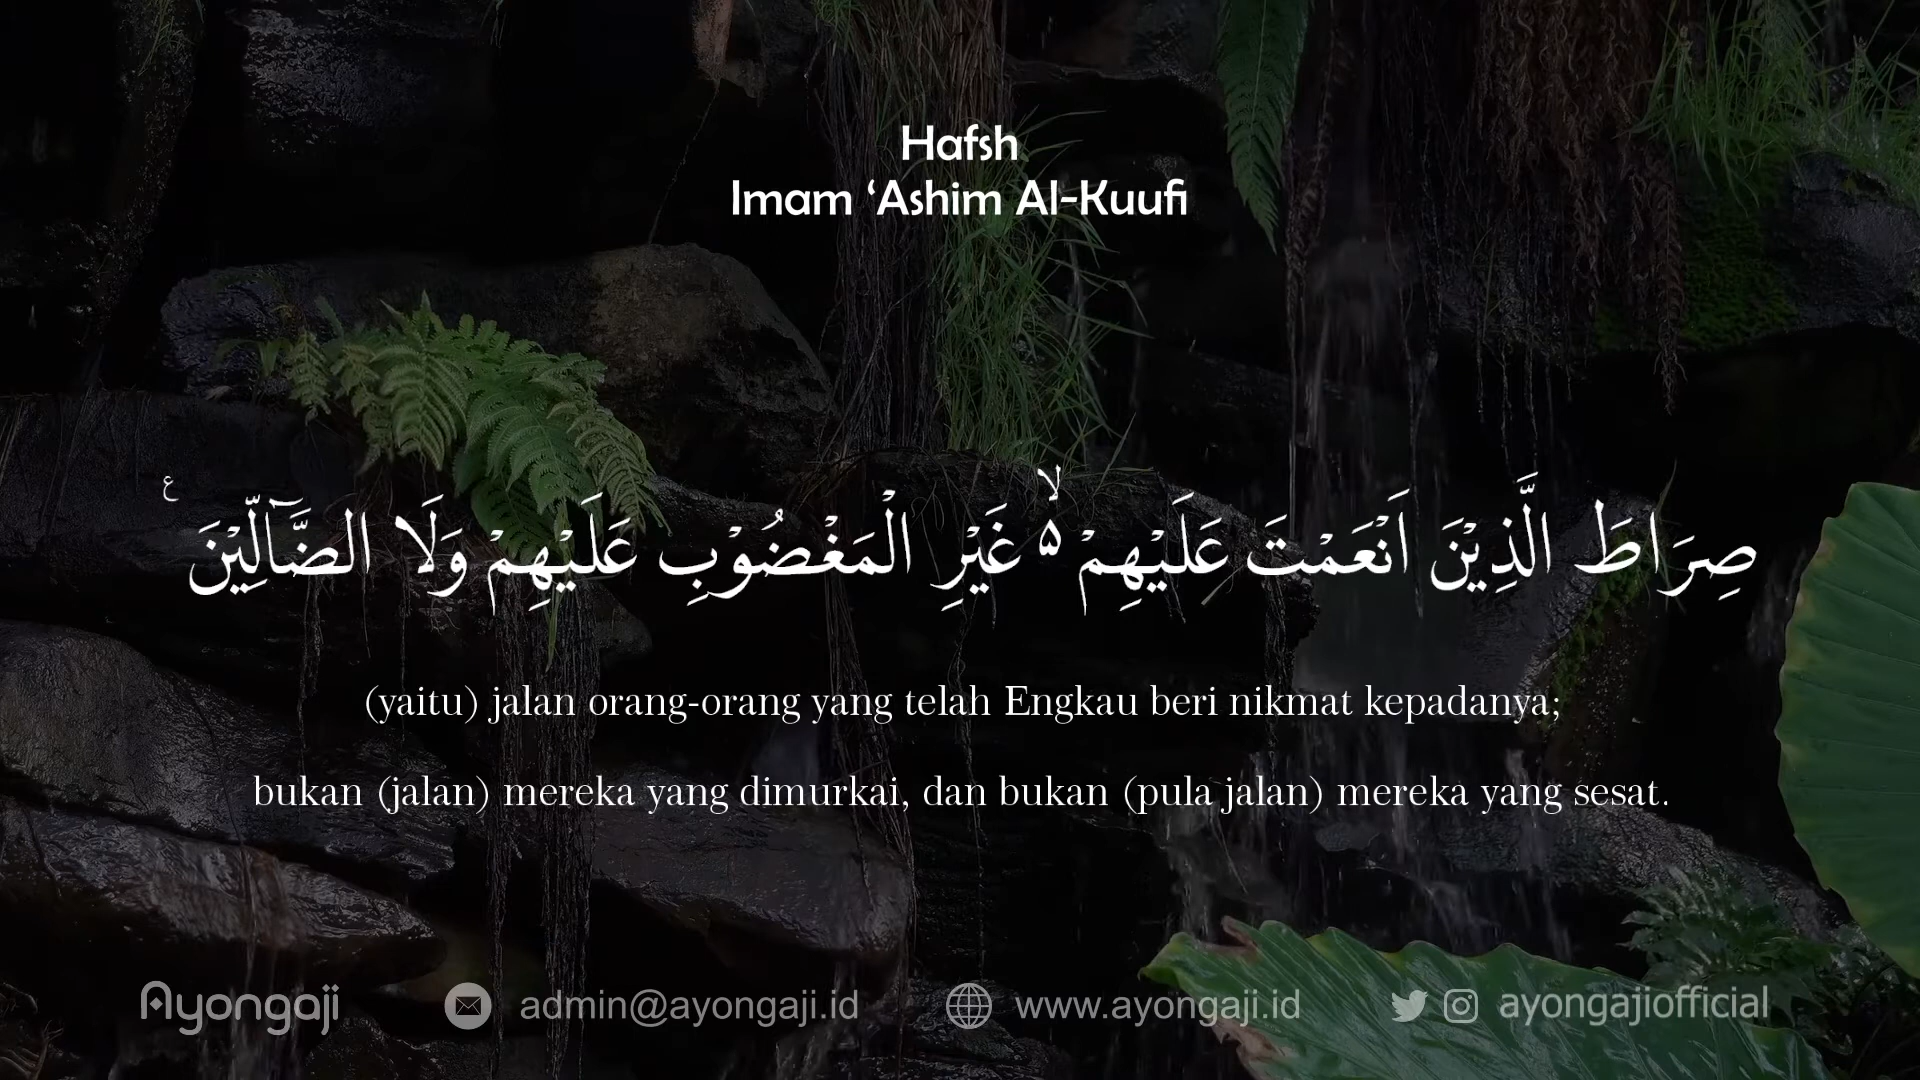 Hafsh
Imam ‘Ashim Al-Kuufi
صِرَاطَ الَّذِيْنَ اَنْعَمْتَ عَلَيْهِمْ ۙ۵ غَيْرِ الْمَغْضُوْبِ عَلَيْهِمْ وَلَا الضَّاۤلِّيْنَ ࣖ
(yaitu) jalan orang-orang yang telah Engkau beri nikmat kepadanya;
bukan (jalan) mereka yang dimurkai, dan bukan (pula jalan) mereka yang sesat.
Ayongaji admin@ayongaji.id www.ayongaji.id ayongajiofficial